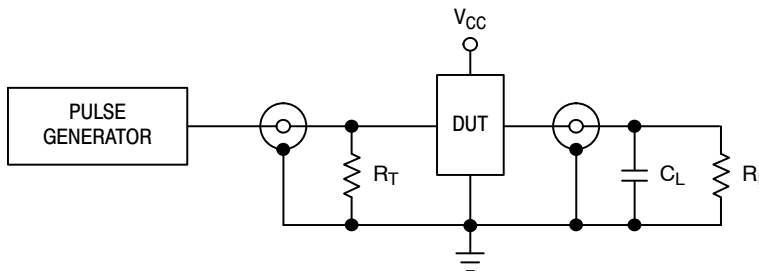 VCC
PULSE
GENERATOR
DUT
RT
CL
R